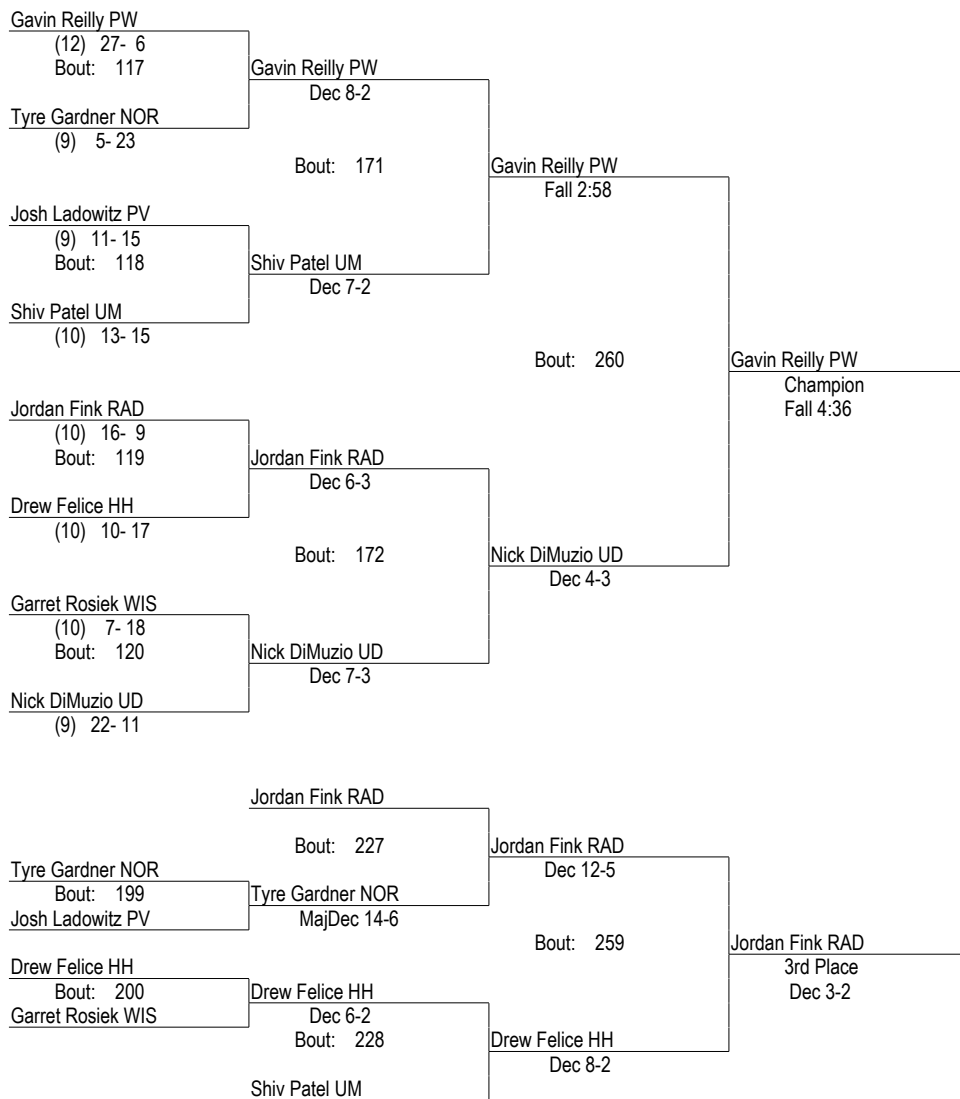 Gavin Reilly PW
(12) 27- 6
Bout: 117
Gavin Reilly PW
Dec 8-2
Tyre Gardner NOR
(9) 5- 23
Bout: 171
Gavin Reilly PW
Fall 2:58
Josh Ladowitz PV
(9) 11- 15
Bout: 118
Shiv Patel UM
Dec 7-2
Shiv Patel UM
(10) 13- 15
Bout: 260
Gavin Reilly PW
Champion
Fall 4:36
Jordan Fink RAD
(10) 16- 9
Bout: 119
Jordan Fink RAD
Dec 6-3
Drew Felice HH
(10) 10- 17
Bout: 172
Nick DiMuzio UD
Dec 4-3
Garret Rosiek WIS
(10) 7- 18
Bout: 120
Nick DiMuzio UD
Dec 7-3
Nick DiMuzio UD
(9) 22- 11
Jordan Fink RAD
Bout: 227
Jordan Fink RAD
Dec 12-5
Tyre Gardner NOR
Bout: 199
Tyre Gardner NOR
MajDec 14-6
Josh Ladowitz PV
Bout: 259
Jordan Fink RAD
3rd Place
Dec 3-2
Drew Felice HH
Bout: 200
Drew Felice HH
Dec 6-2
Garret Rosiek WIS
Bout: 228
Drew Felice HH
Dec 8-2
Shiv Patel UM